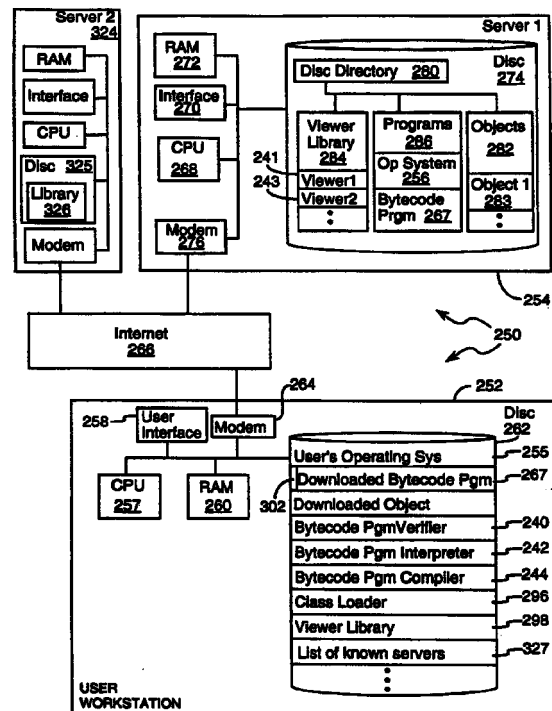 Server 2
324
RAM
Interface
CPU
Disc 325
Library
326
Modem
Server 1
RAM
272
Interface
270
CPU
268
Modem
276
Disc
274
Disc Directory 280
Viewer
Library
284
241
Viewer1
243
Viewer2
Programs
286
Op System
256
Bytecode
Prgm 267
Objects
282
Object 1
283
254
250
Internet
266
252
264
258
User
Interface
Modem
CPU
257
RAM
260
Disc
262
User's Operating Sys
255
302
Downloaded Bytecode Pgm
267
Downloaded Object
Bytecode PgmVerifier
240
Bytecode Pgm Interpreter
242
Bytecode Pgm Compiler
244
Class Loader
296
Viewer Library
298
List of known servers
327
USER
WORKSTATION